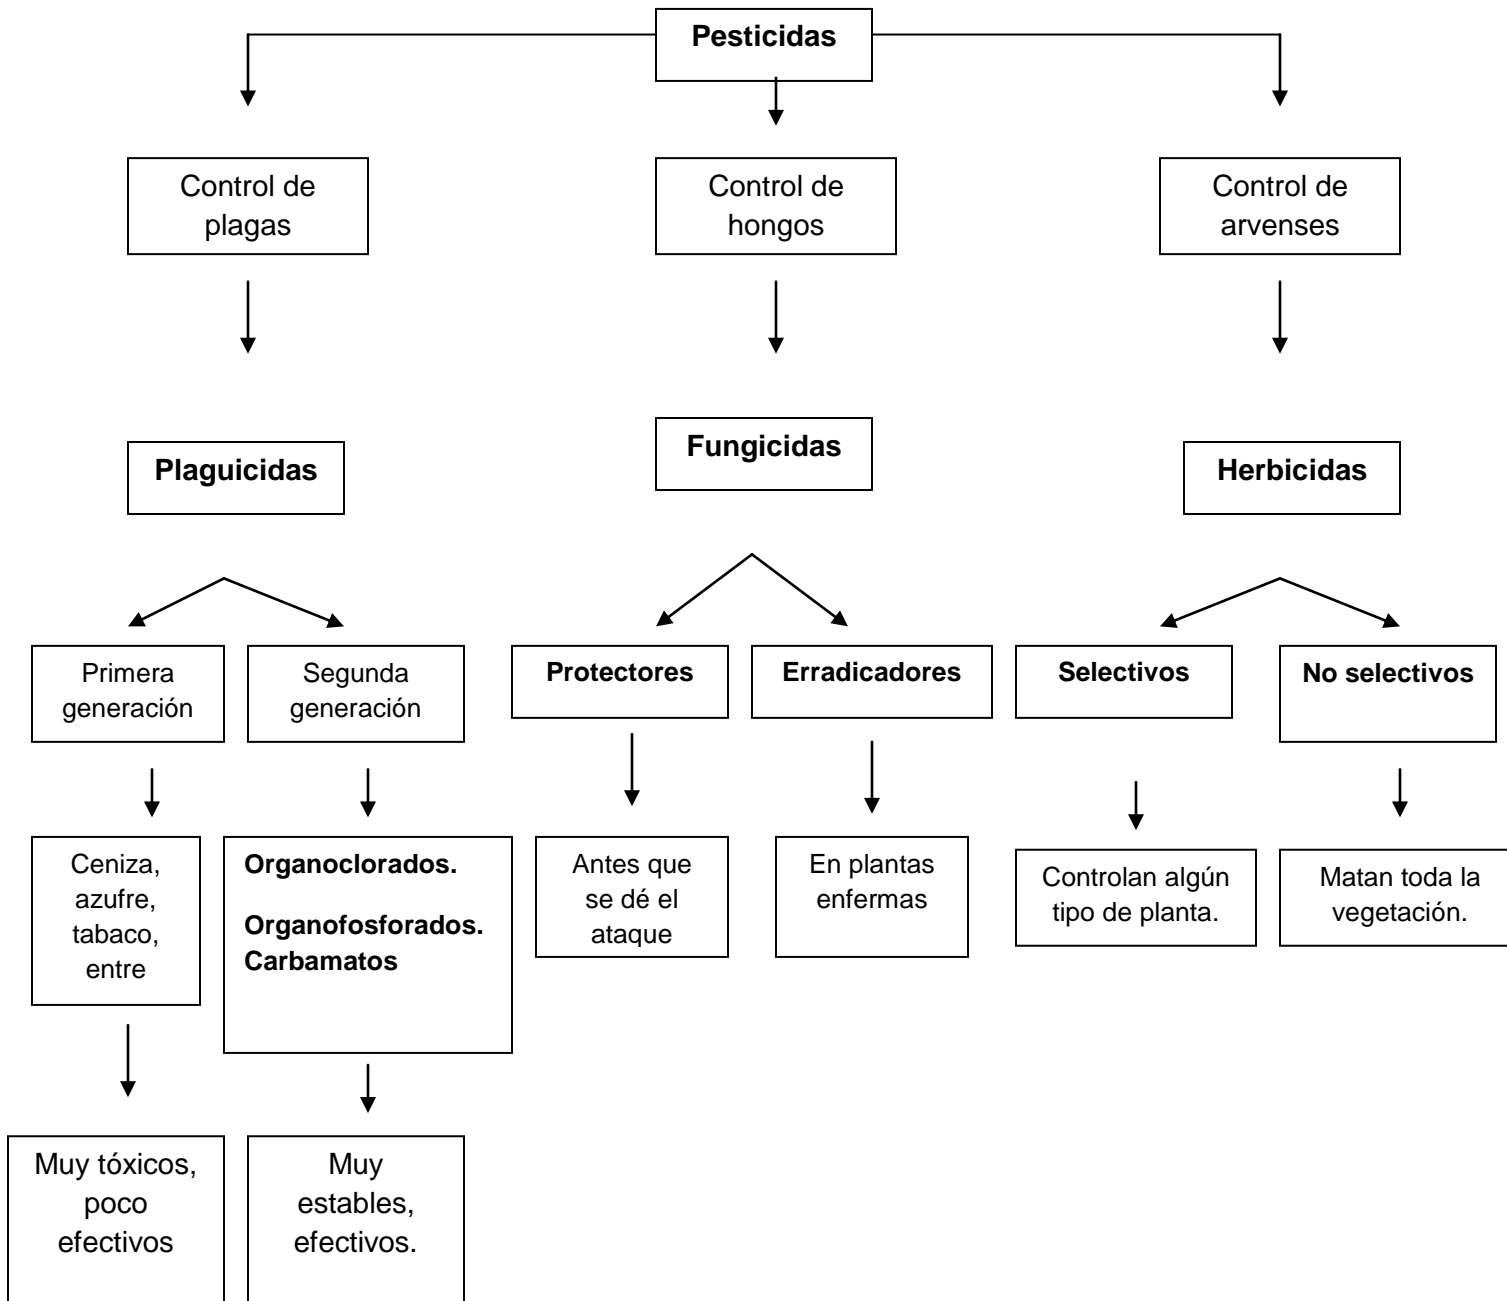 Pesticidas
Control de
plagas
Control de
hongos
Control de
arvenses
Plaguicidas
Fungicidas
Herbicidas
Primera
generación
Segunda
generación
Protectores
Erradicadores
Selectivos
No selectivos
Ceniza,
azufre,
tabaco,
entre
Organoclorados.
Organofosforados.
Carbamatos
Antes que
se dé el
ataque
En plantas
enfermas
Controlan algún
tipo de planta.
Matan toda la
vegetación.
Muy tóxicos,
poco
efectivos
Muy
estables,
efectivos.